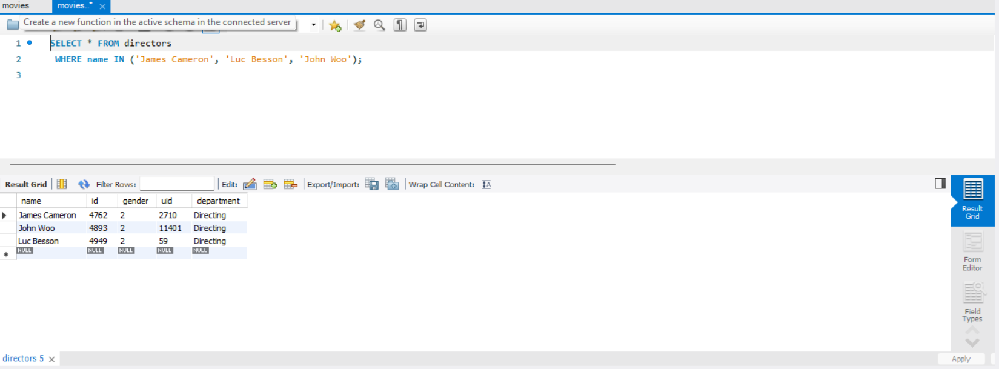 movies
movies..*
Create a new function in the active schema in the connected server
1 SELECT * FROM directors
2 WHERE name IN ('James Cameron', 'Luc Besson', 'John Woo');
3
Result Grid Filter Rows: Edit: Export/Import: Wrap Cell Content:
name id gender uid department
James Cameron 4762 2 2710 Directing
John Woo 4893 2 11401 Directing
Luc Besson 4949 2 59 Directing
NULL NULL NULL NULL NULL
Result
Grid
Form
Editor
Field
Types
directors 5
Apply